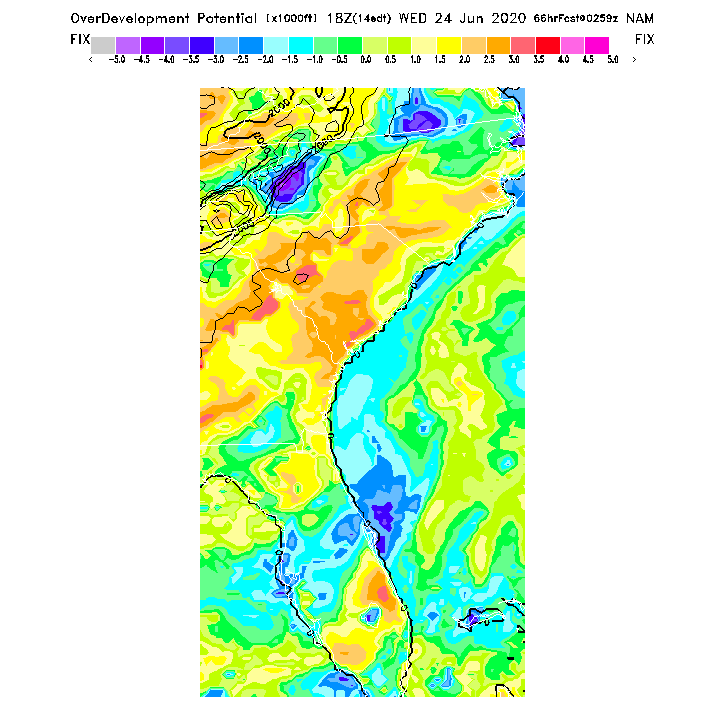 OverDevelopment Potential [x1000ft] 18Z(14edt) WED 24 Jun 2020 66hrFcst@0259z NAM
FIX FIX
< -5.0 -4.5 -4.0 -3.5 -3.0 -2.5 -2.0 -1.5 -1.0 -0.5 0.0 0.5 1.0 1.5 2.0 2.5 3.0 3.5 4.0 4.5 5.0 >
2000
2000